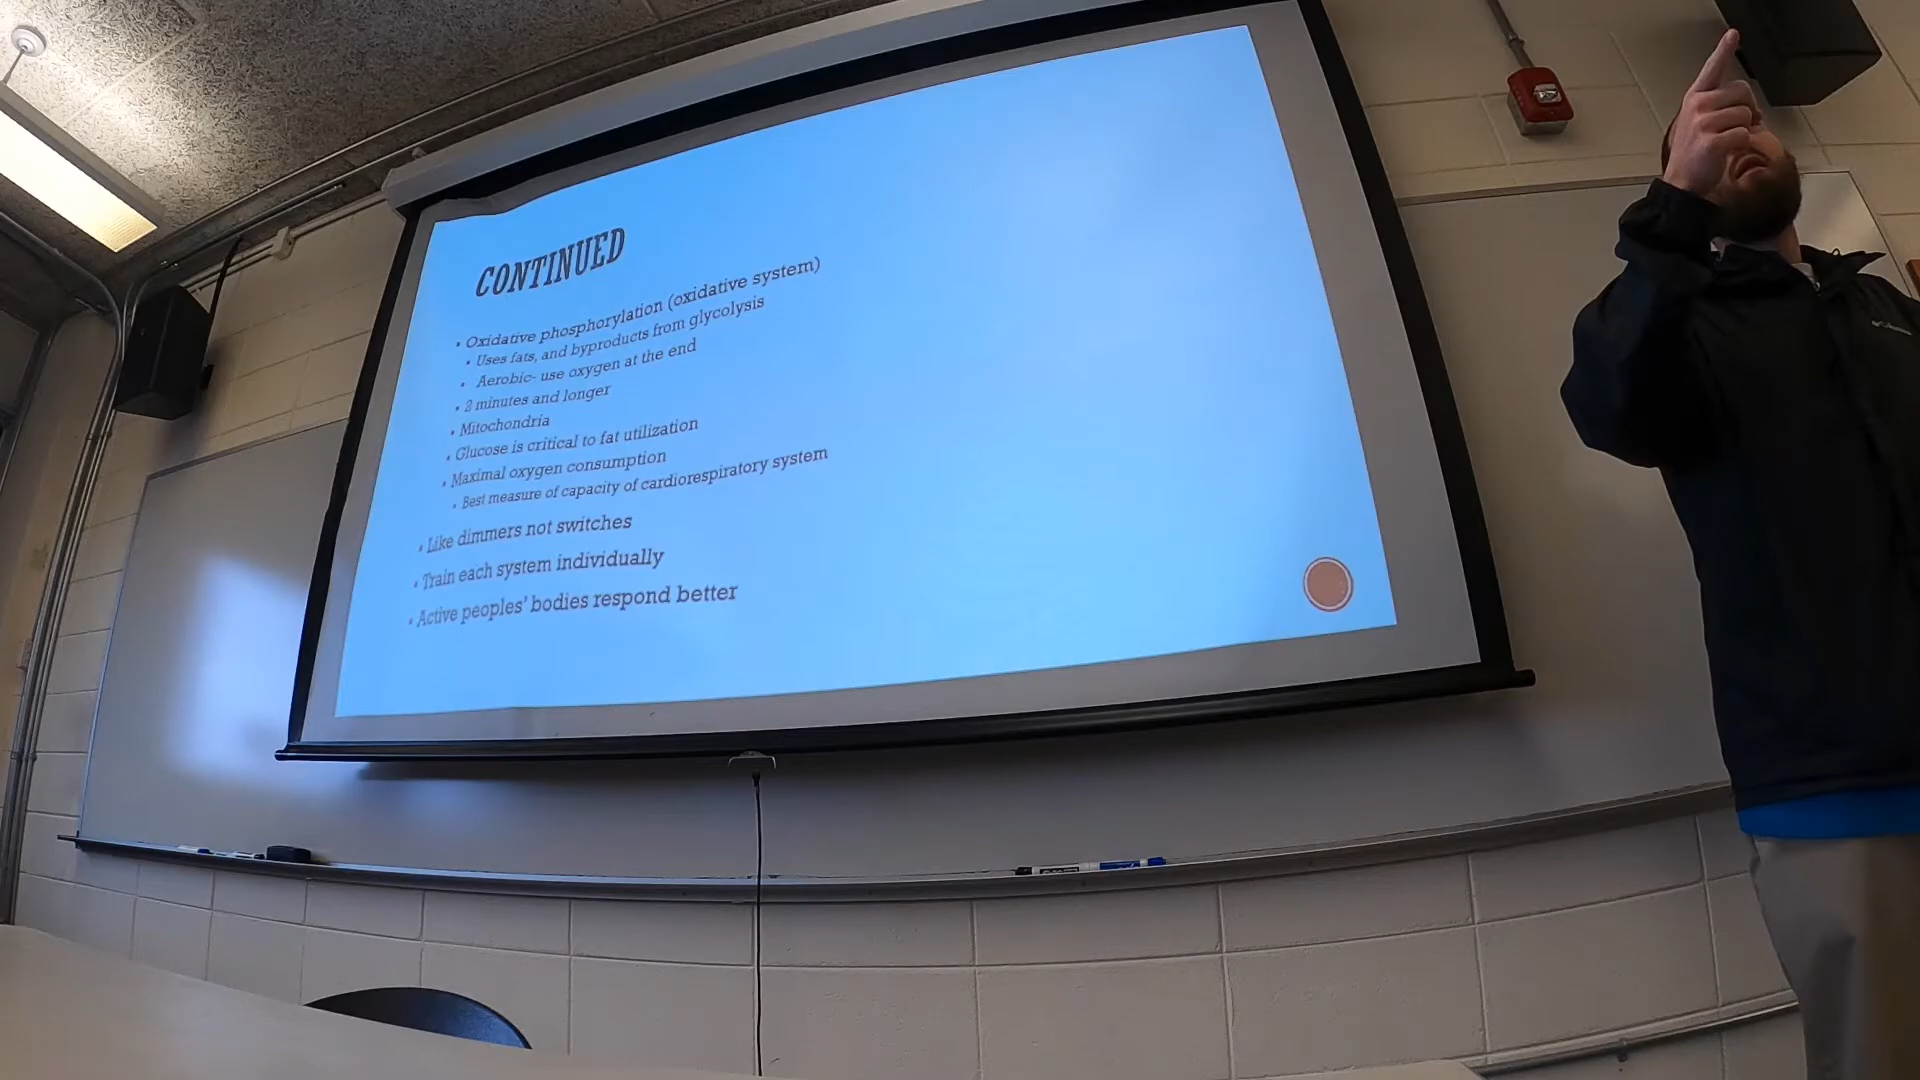 CONTINUED
Oxidative phosphorylation (oxidative system)
Uses fats, and byproducts from glycolysis
Aerobic- use oxygen at the end
2 minutes and longer
Mitochondria
Glucose is critical to fat utilization
Maximal oxygen consumption
Best measure of capacity of cardiorespiratory system
Like dimmers not switches
Train each system individually
Active peoples' bodies respond better
Columbia